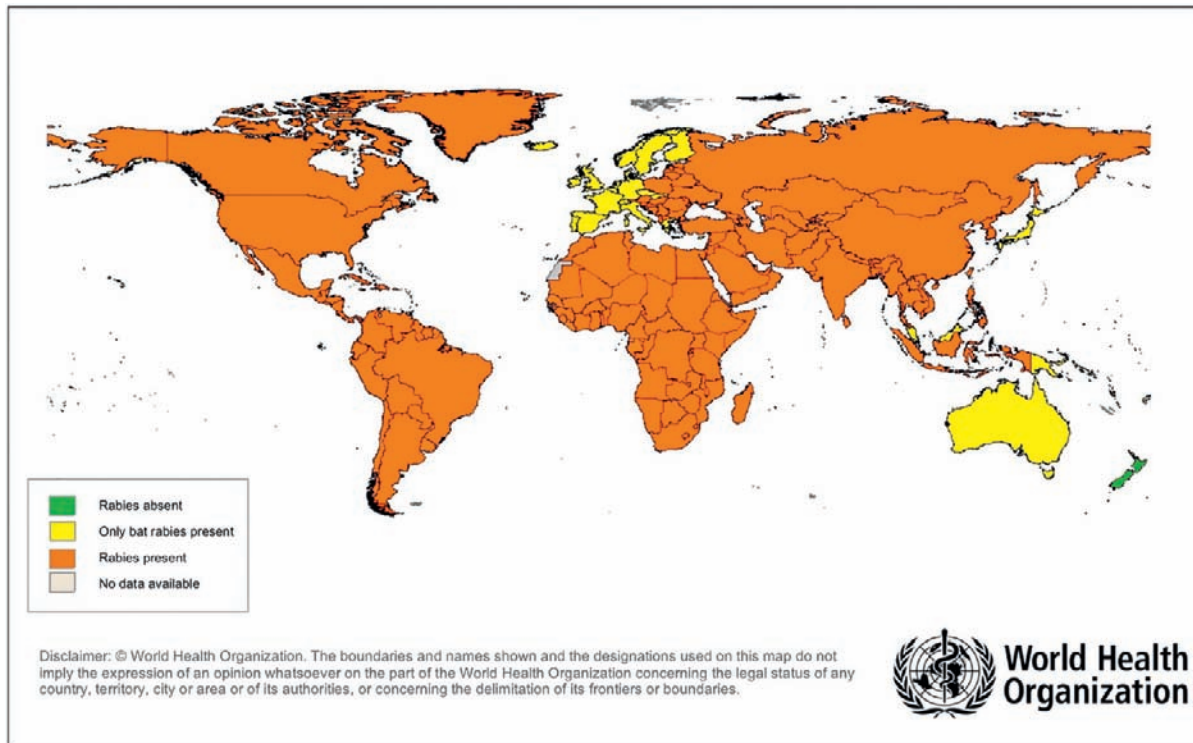 Rabies absent
Only bat rabies present
Rabies present
No data available
Disclaimer: © World Health Organization. The boundaries and names shown and the designations used on this map do not
imply the expression of an opinion whatsoever on the part of the World Health Organization concerning the legal status of any
country, territory, city or area or of its authorities, or concerning the delimitation of its frontiers or boundaries.
World Health
Organization